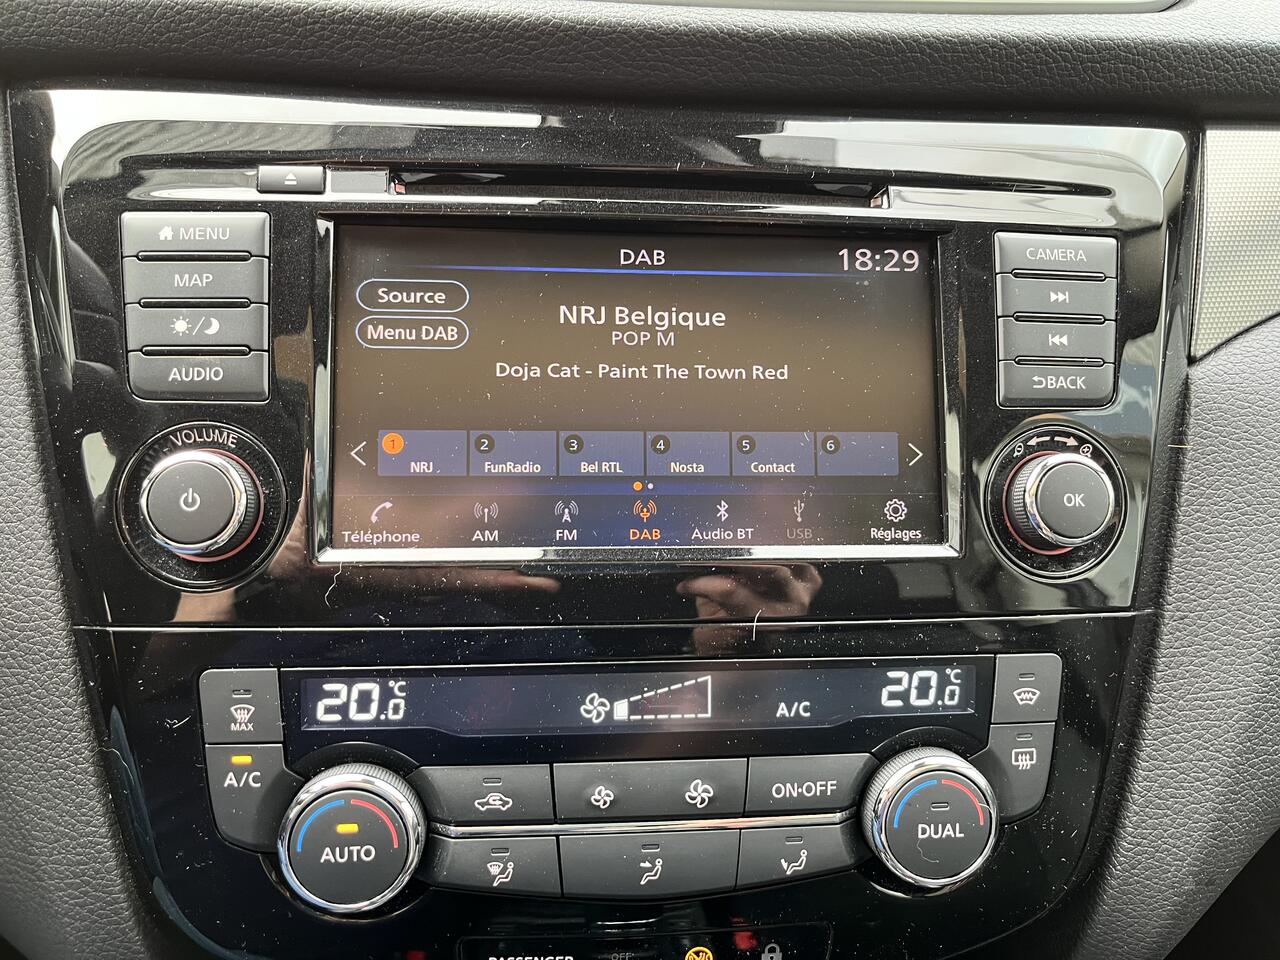 MENU
MAP
AUDIO
VOLUME
DAB
18:29
Source
Menu DAB
NRJ Belgique
POP M
Doja Cat - Paint The Town Red
1
NRJ
2
FunRadio
3
Bel RTL
4
Nosta
5
Contact
6
Téléphone
AM
FM
DAB
Audio BT
USB
Réglages
CAMERA
BACK
OK
20.0 °C
A/C
20.0 °C
MAX
A/C
AUTO
ON·OFF
DUAL
PASSENGER
OFF